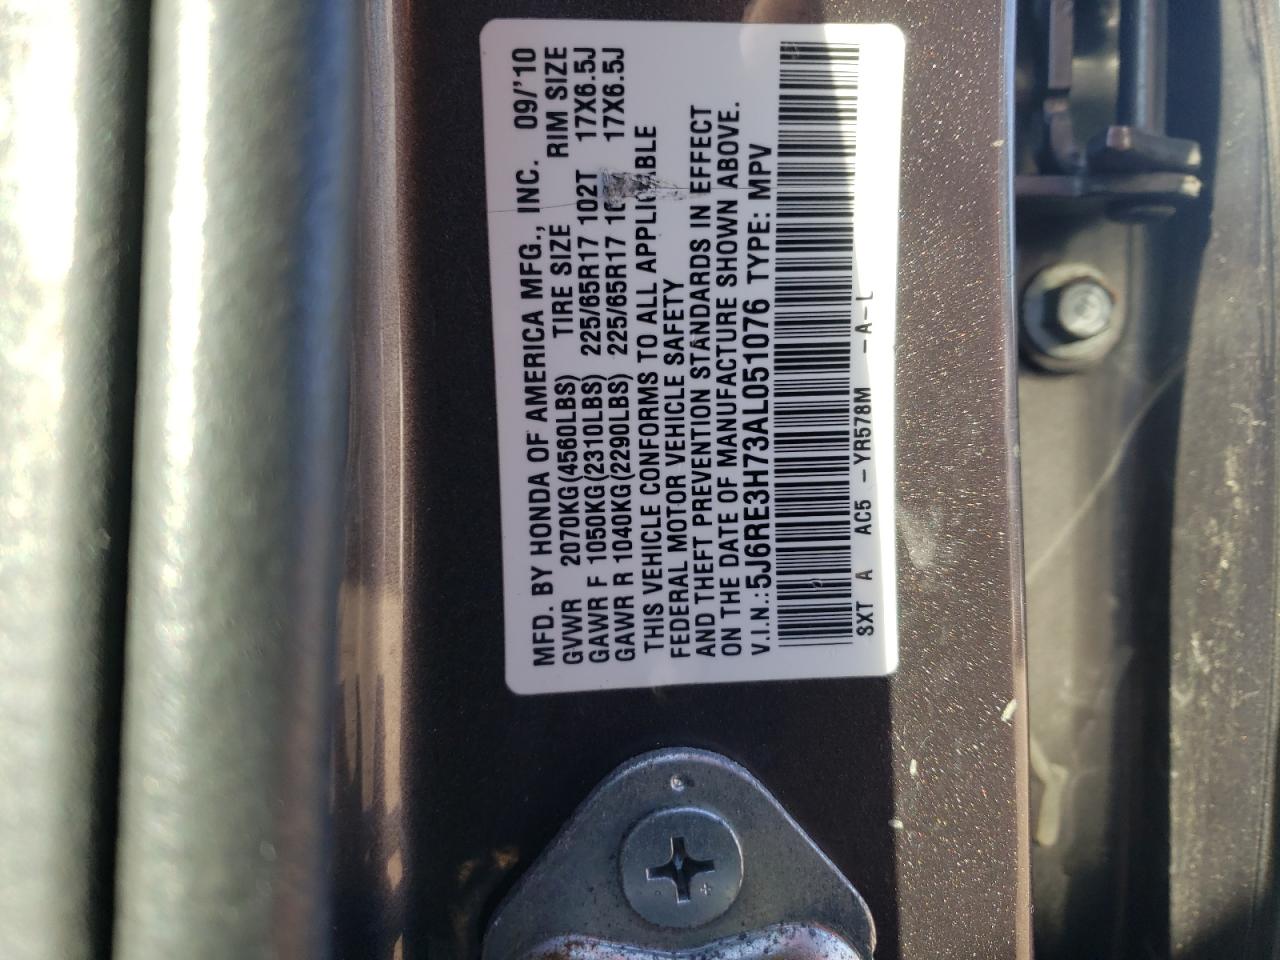 MFD. BY HONDA OF AMERICA MFG., INC. 09/'10
GVWR 2070KG(4560LBS) TIRE SIZE RIM SIZE
GAWR F 1050KG(2310LBS) 225/65R17 102T 17X6.5J
GAWR R 1040KG(2290LBS) 225/65R17 17X6.5J
THIS VEHICLE CONFORMS TO ALL APPLICABLE
FEDERAL MOTOR VEHICLE SAFETY
AND THEFT PREVENTION STANDARDS IN EFFECT
ON THE DATE OF MANUFACTURE SHOWN ABOVE.
V.I.N.: 5J6RE3H73AL051076 TYPE: MPV
SXT A AC5 -YR578M -A-L